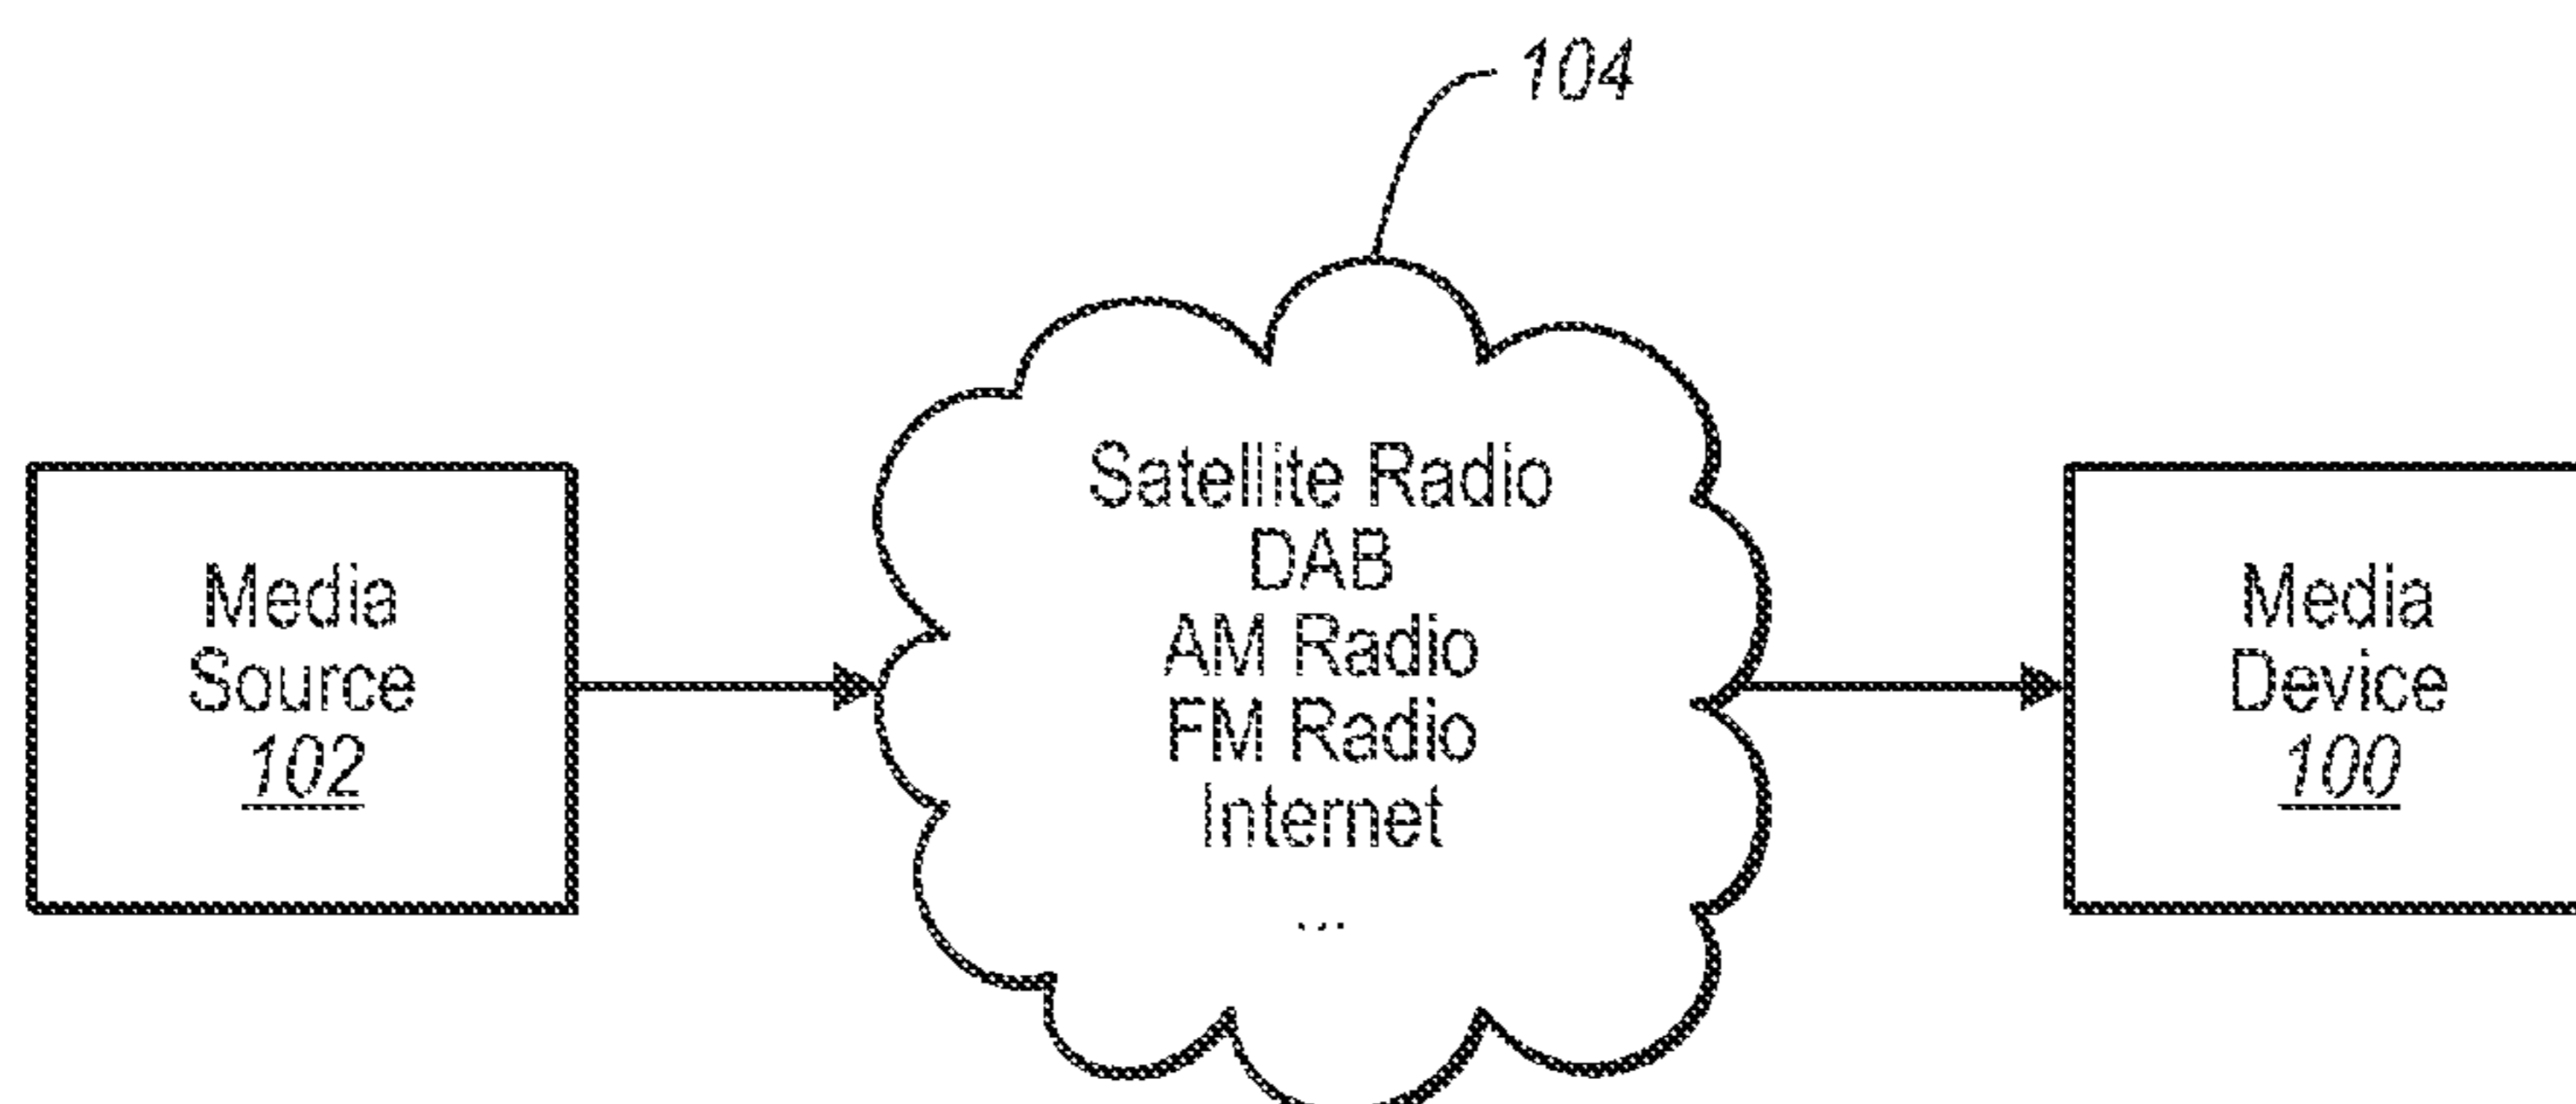 104
Media
Source
102
Satellite Radio
DAB
AM Radio
FM Radio
Internet
...
Media
Device
100